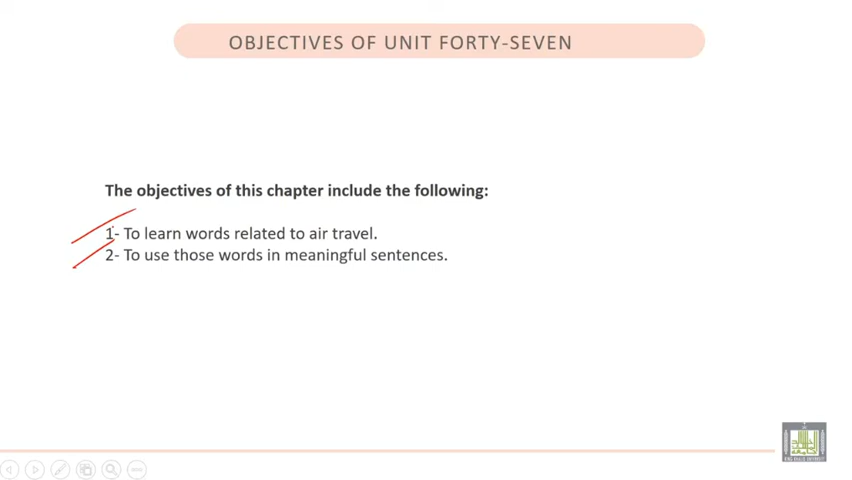 OBJECTIVES OF UNIT FORTY-SEVEN
The objectives of this chapter include the following:
1- To learn words related to air travel.
2- To use those words in meaningful sentences.